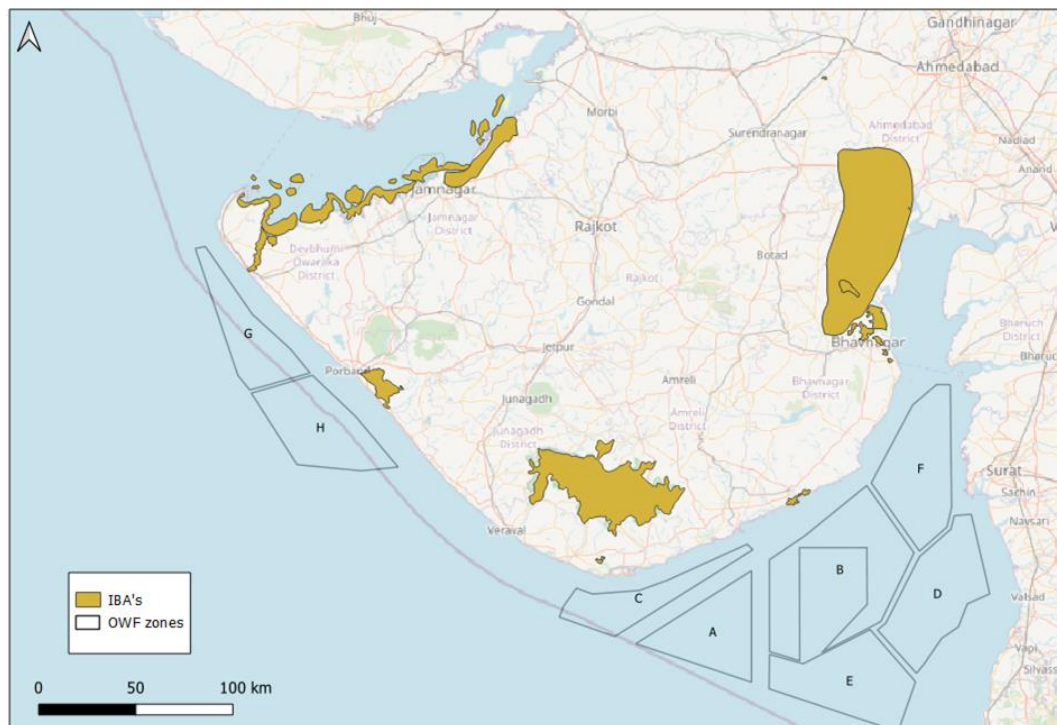 Bhuj
Gandhinagar
Ahmedabad
Morbi
Surendranagar
Ahmedabad
District
Nadiad
Anand
Jamnagar
Jamnagar
District
Rajkot
Devbhumi
Dwaraka
District
Botad
Rajkot
Gondal
G
Bhavnagar
Bharuch
District
Bharuch
Porbandar
Jetpur
Amreli
Bhavnagar
District
H
Junagadh
Amreli
District
Junagadh
District
F
Surat
Sachin
Navsari
Veraval
B
C
D
Valsad
A
Vapi
E
Silvass
IBA's
OWF zones
0 50 100 km